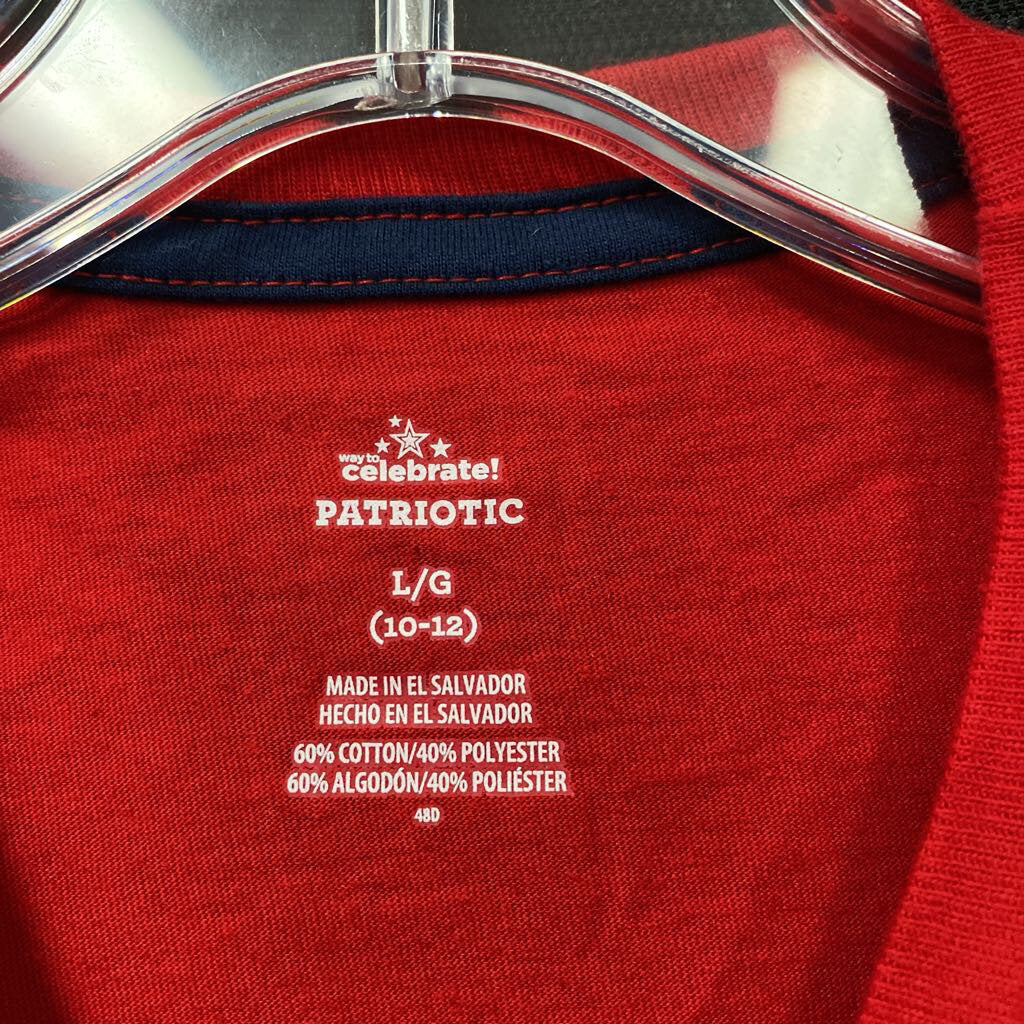 way to
celebrate!
PATRIOTIC
L/G
(10-12)
MADE IN EL SALVADOR
HECHO EN EL SALVADOR
60% COTTON/40% POLYESTER
60% ALGODÓN/40% POLIÉSTER
48D